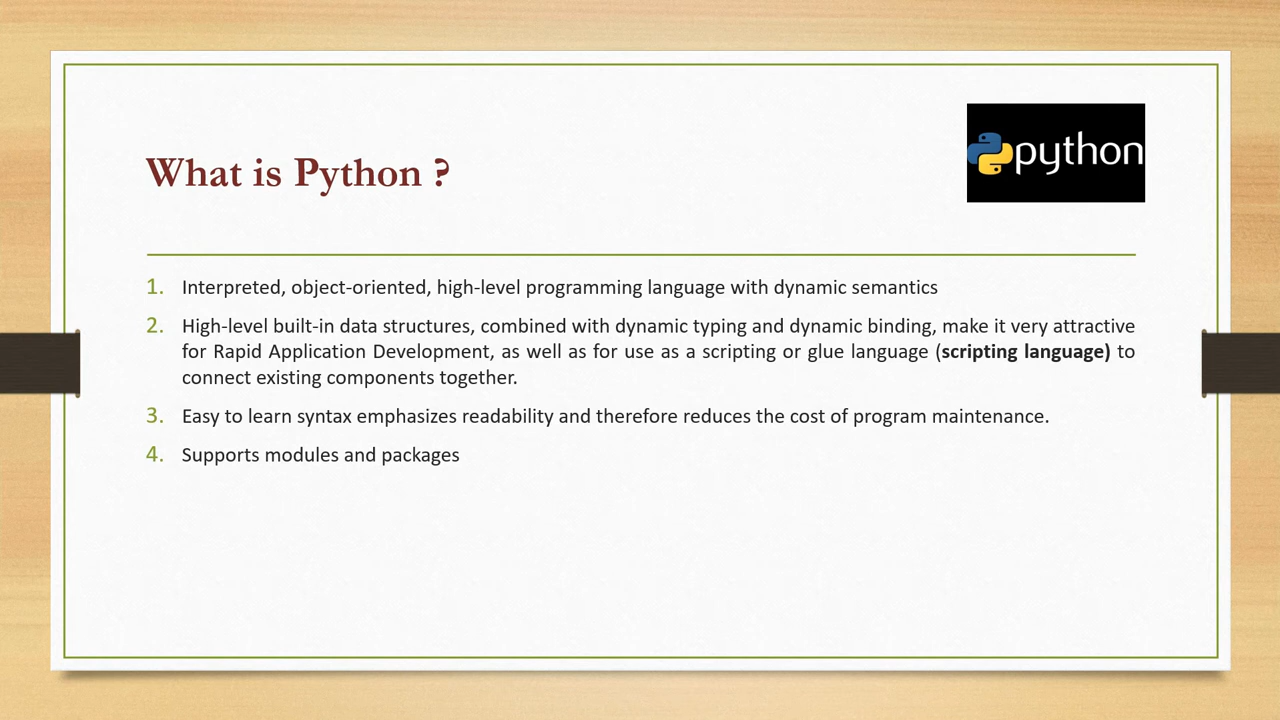 python
What is Python ?
1. Interpreted, object-oriented, high-level programming language with dynamic semantics
2. High-level built-in data structures, combined with dynamic typing and dynamic binding, make it very attractive
for Rapid Application Development, as well as for use as a scripting or glue language (scripting language) to
connect existing components together.
3. Easy to learn syntax emphasizes readability and therefore reduces the cost of program maintenance.
4. Supports modules and packages